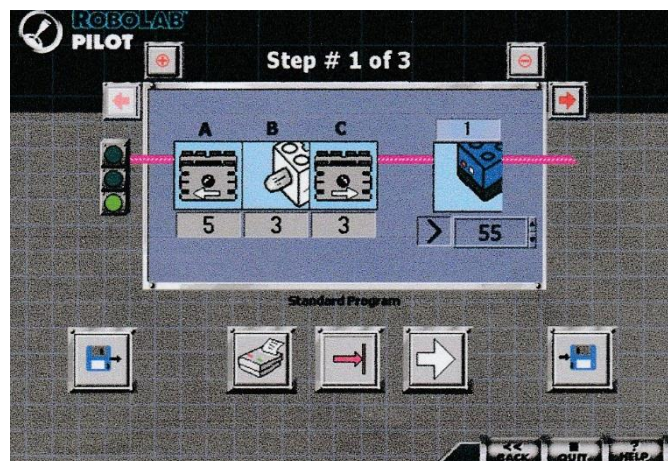 ROBOLAB
PILOT
Step # 1 of 3
A B C 1
5 3 3 > 55
Standard Program
<< ■ ?
BACK QUIT HELP